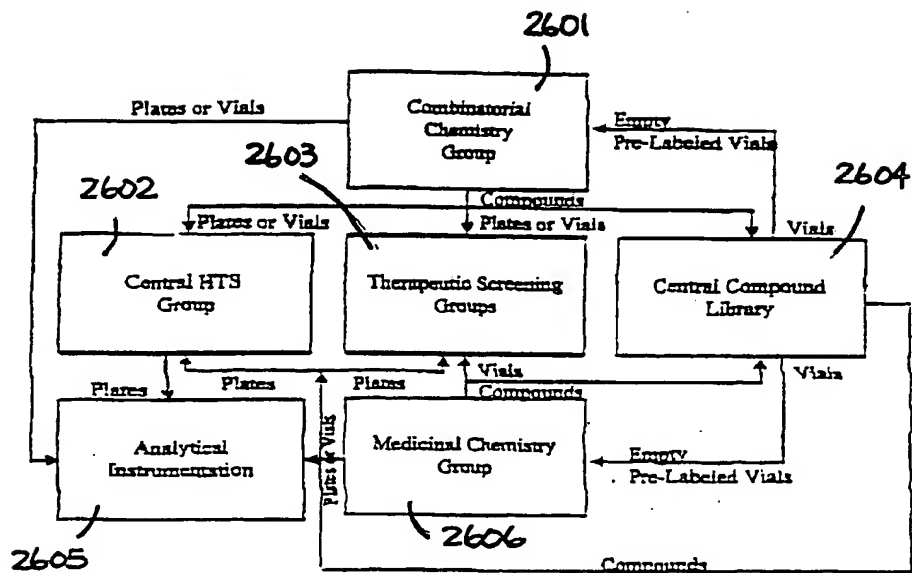 2601
Plates or Vials
Combinatorial
Chemistry
Group
Empty
Pre-Labeled Vials
2603
2604
2602
Compounds
Plates or Vials
Plates or Vials
Vials
Central HTS
Group
Therapeutic Screening
Groups
Central Compound
Library
Plates
Plates
Plates
Vials
Compounds
Vials
Analytical
Instrumentation
Plates or Vials
Medicinal Chemistry
Group
Empty
Pre-Labeled Vials
2605
2606
Compounds